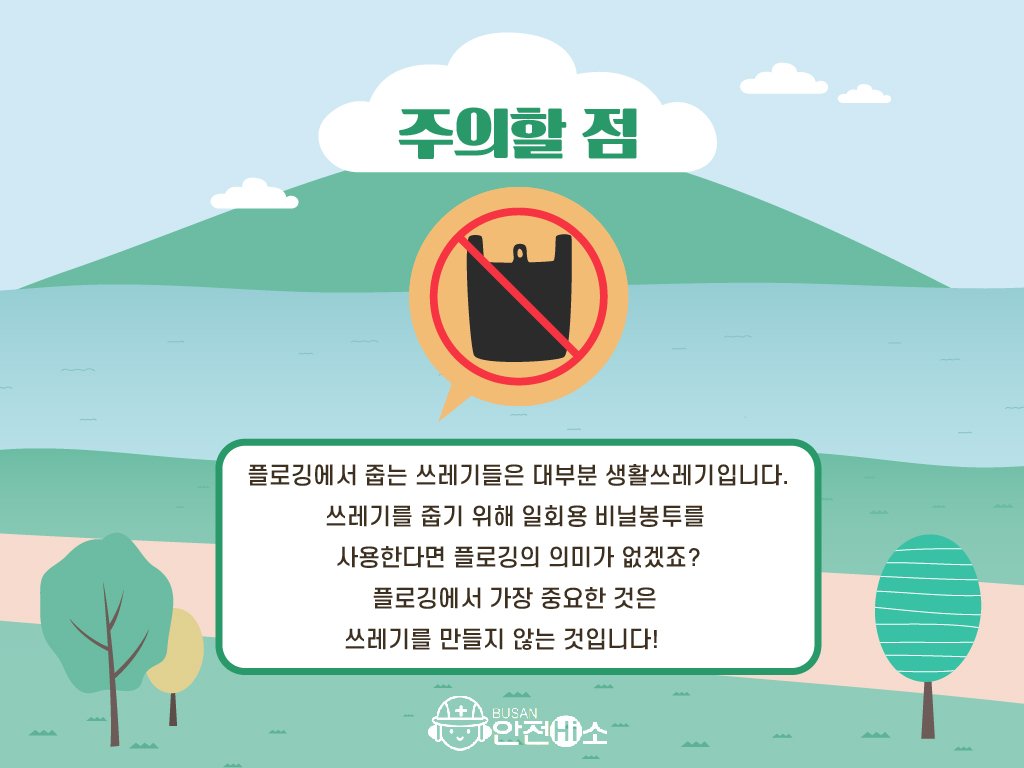 주의할 점
플로깅에서 줍는 쓰레기들은 대부분 생활쓰레기입니다.
쓰레기를 줍기 위해 일회용 비닐봉투를
사용한다면 플로깅의 의미가 없겠죠?
플로깅에서 가장 중요한 것은
쓰레기를 만들지 않는 것입니다!
BUSAN
안전Hi소